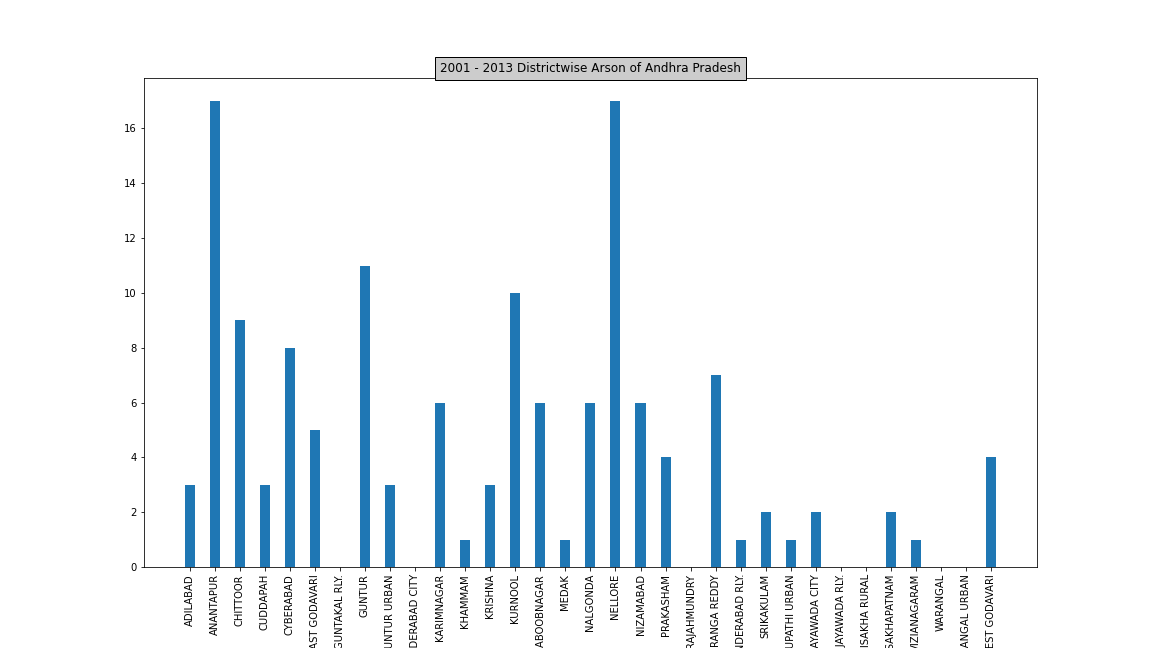 2001 - 2013 Districtwise Arson of Andhra Pradesh
16
14
12
10
8
6
4
2
0
ADILABAD
ANANTAPUR
CHITTOOR
CUDDAPAH
CYBERABAD
AST GODAVARI
GUNTAKAL RLY.
GUNTUR
UNTUR URBAN
DERABAD CITY
KARIMNAGAR
KHAMMAM
KRISHNA
KURNOOL
ABOOBNAGAR
MEDAK
NALGONDA
NELLORE
NIZAMABAD
PRAKASHAM
RAJAHMUNDRY
RANGA REDDY
NDERABAD RLY.
SRIKAKULAM
UPATHI URBAN
AYAWADA CITY
JAYAWADA RLY.
ISAKHA RURAL
SAKHAPATNAM
IZIANAGARAM
WARANGAL
ANGAL URBAN
EST GODAVARI